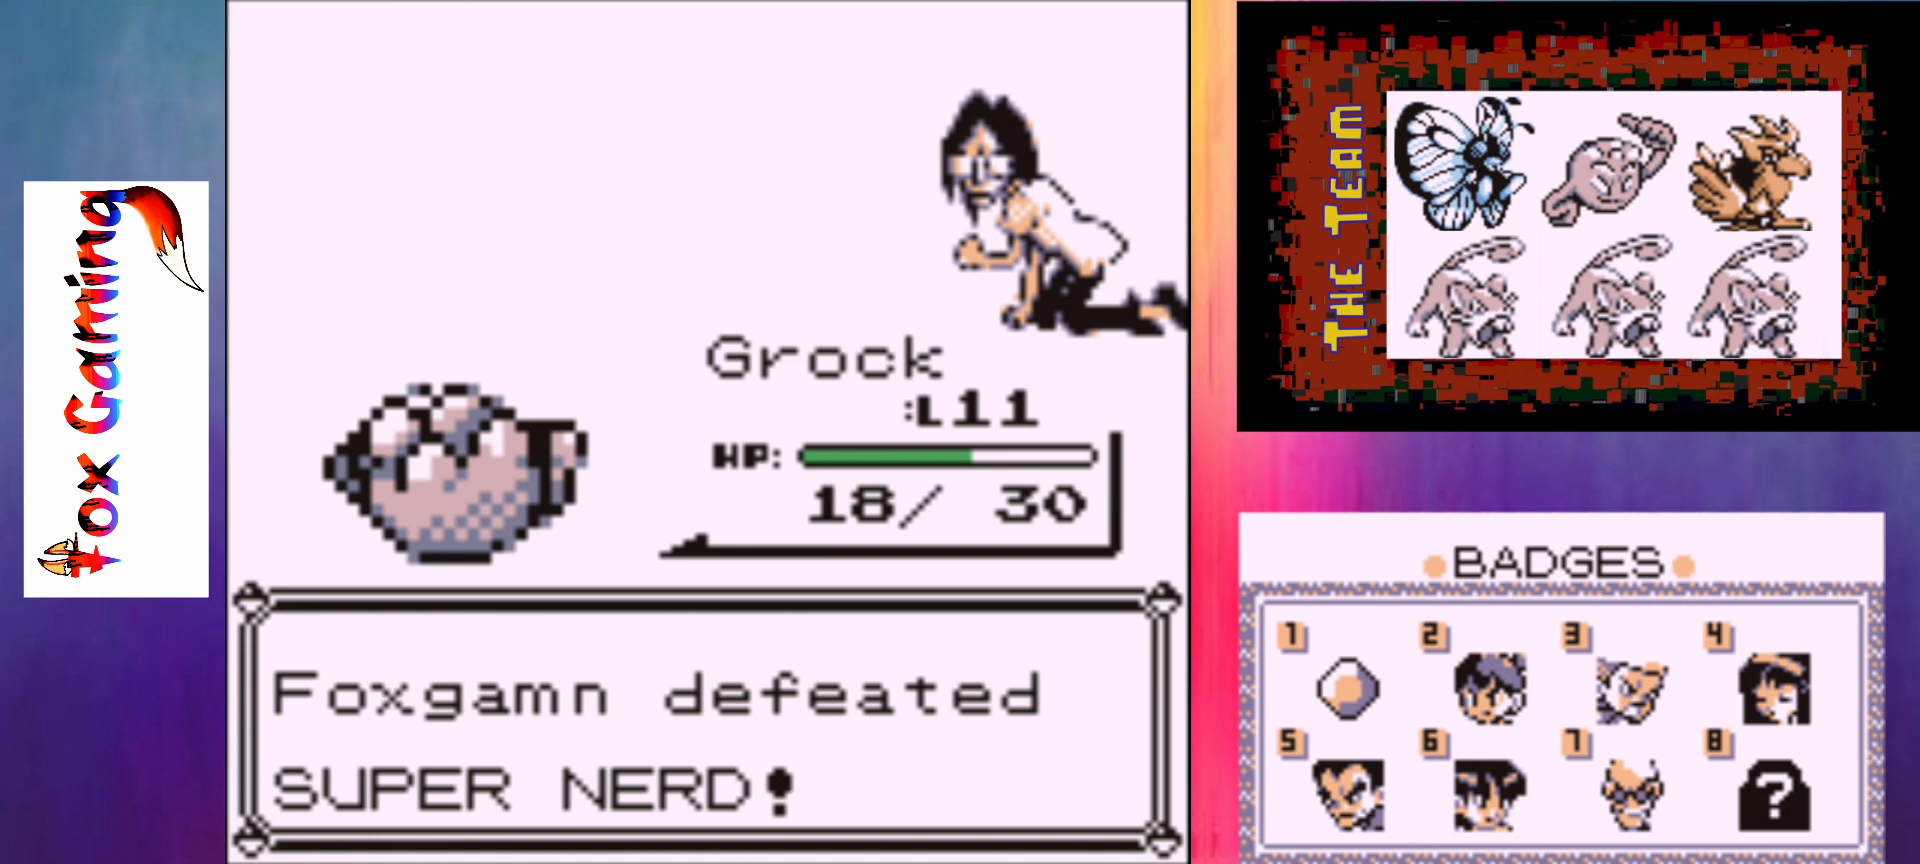 Fox Gaming
Grock
:L11
HP:
18/ 30
Foxgamn defeated
SUPER NERD!
THE TEAM
BADGES
1 2 3 4
5 6 7 8
?